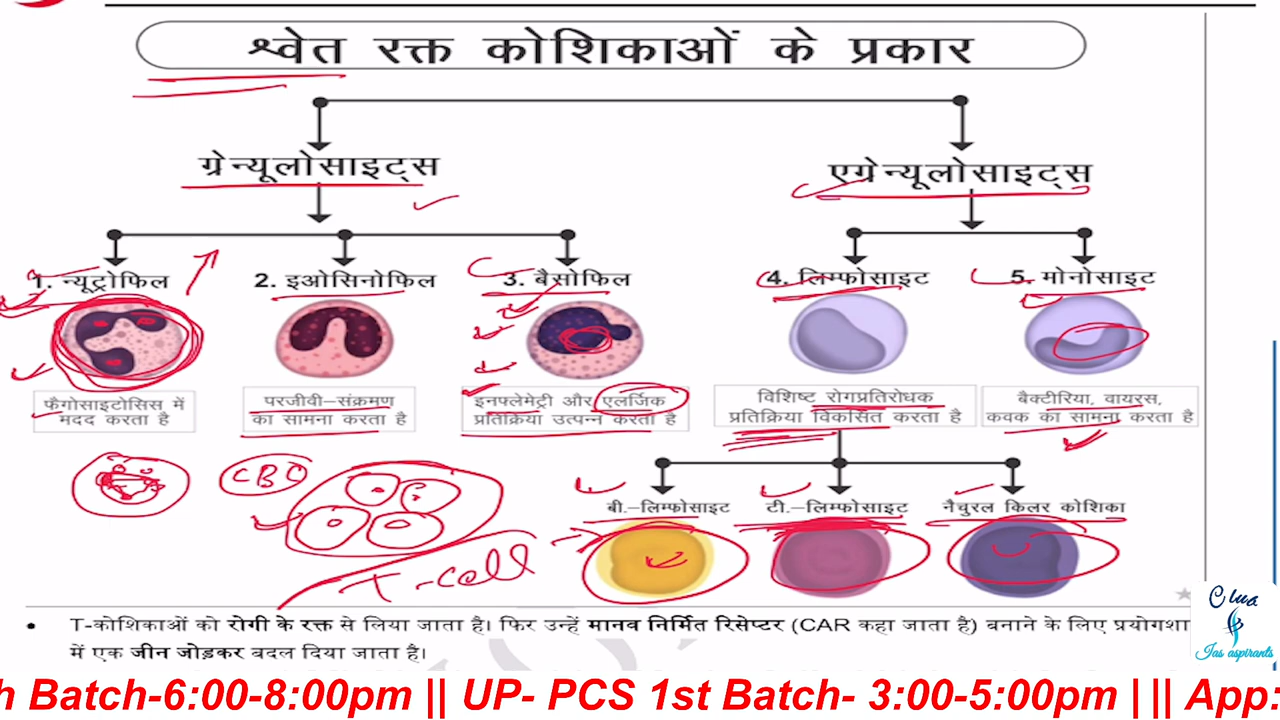 श्वेत रक्त कोशिकाओं के प्रकार
ग्रेन्यूलोसाइट्स
एग्रेन्यूलोसाइट्स
1. न्यूट्रोफिल
2. इओसिनोफिल
3. बैसोफिल
4. लिम्फोसाइट
5. मोनोसाइट
फैगोसाइटोसिस में
मदद करता है
परजीवी–संक्रमण
का सामना करता है
इनफ्लेमेट्री और एलर्जिक
प्रतिक्रिया उत्पन्न करता है
विशिष्ट रोगप्रतिरोधक
प्रतिक्रिया विकसित करता है
बैक्टीरिया, वायरस,
कवक का सामना करता है
CBC
T-cell
बी.–लिम्फोसाइट
टी.–लिम्फोसाइट
नैचुरल किलर कोशिका
• T-कोशिकाओं को रोगी के रक्त से लिया जाता है। फिर उन्हें मानव निर्मित रिसेप्टर (CAR कहा जाता है) बनाने के लिए प्रयोगशा
में एक जीन जोड़कर बदल दिया जाता है।
Ias aspirants
h Batch-6:00-8:00pm || UP- PCS 1st Batch- 3:00-5:00pm | || App: